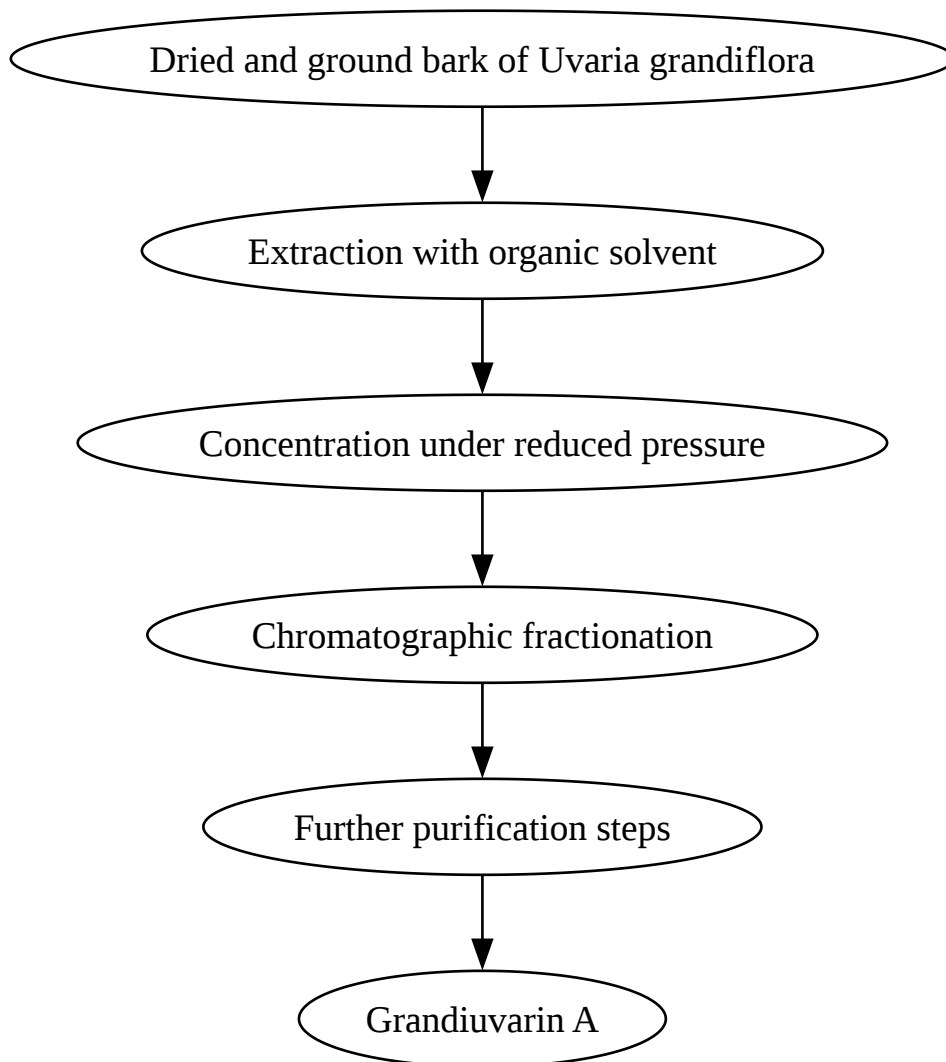 Dried and ground bark of Uvaria grandiflora
Extraction with organic solvent
Concentration under reduced pressure
Chromatographic fractionation
Further purification steps
Grandiuvarin A